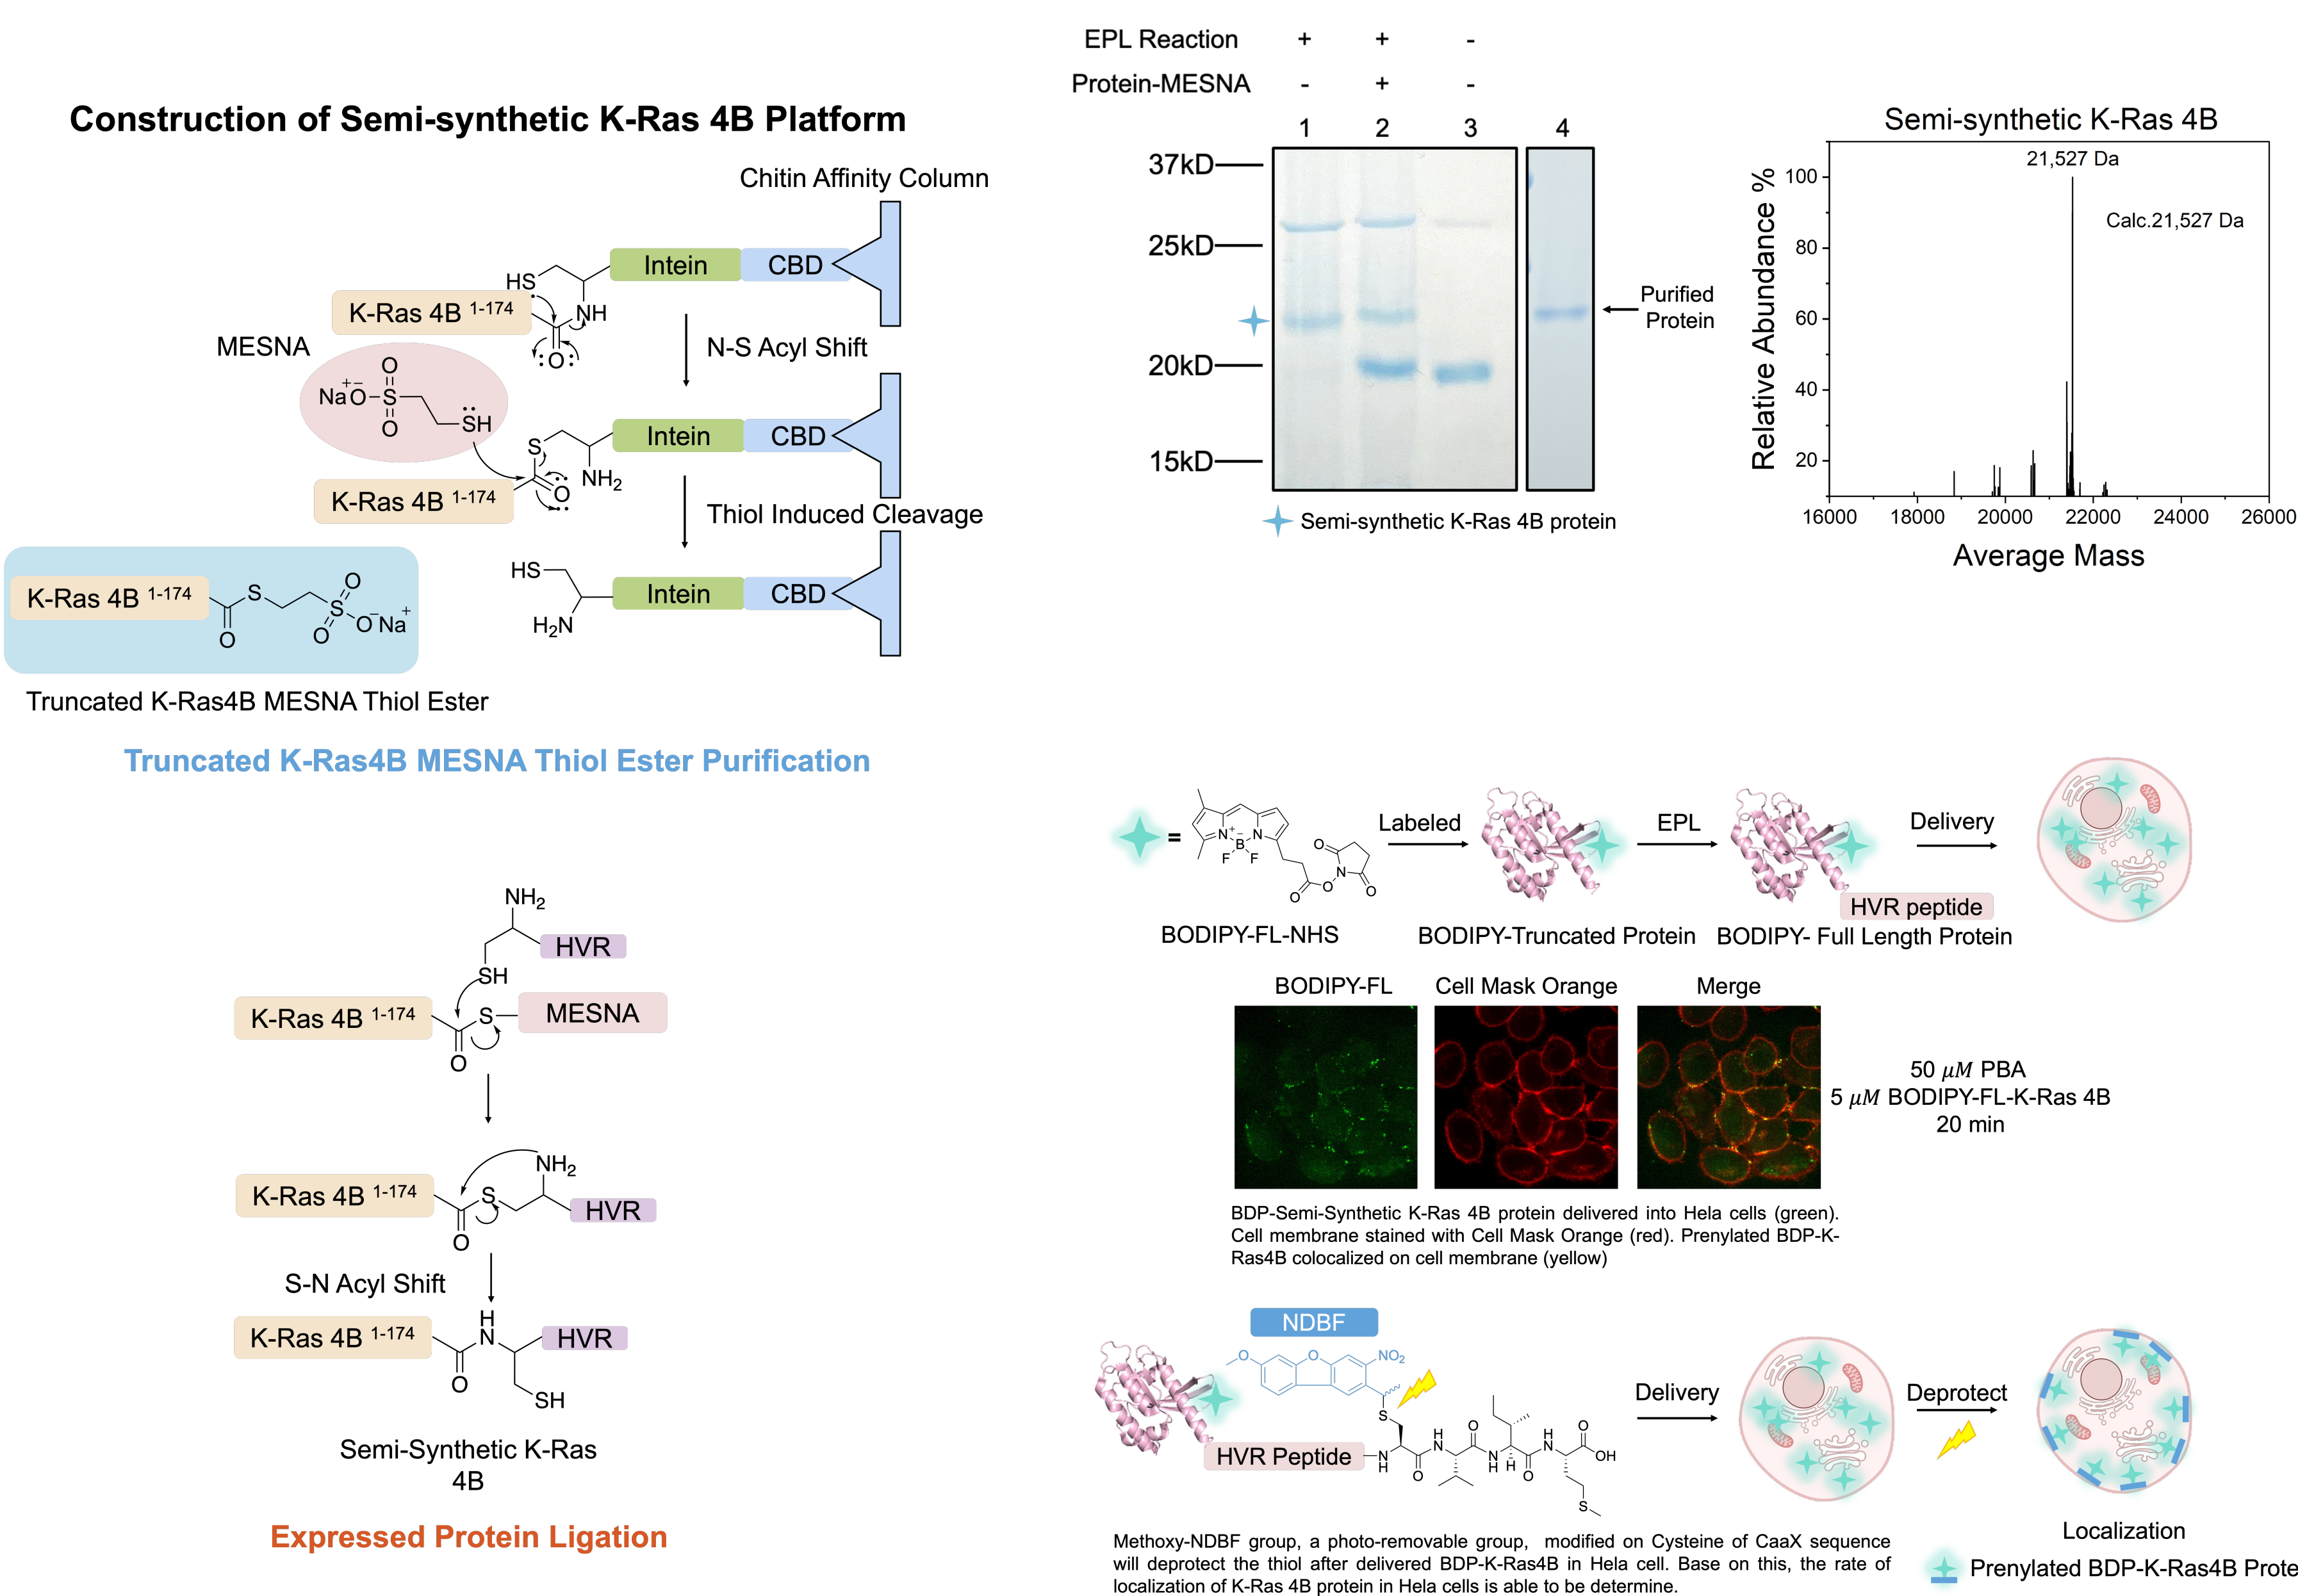 Construction of Semi-synthetic K-Ras 4B Platform
Chitin Affinity Column
HS
Intein
CBD
K-Ras 4B 1-174
NH
O
MESNA
N-S Acyl Shift
O
Na+ -O-S
SH
O
S
Intein
CBD
NH2
K-Ras 4B 1-174
O
Thiol Induced Cleavage
HS
Intein
CBD
H2N
K-Ras 4B 1-174
S
O
S
O
O
O- Na+
Truncated K-Ras4B MESNA Thiol Ester
Truncated K-Ras4B MESNA Thiol Ester Purification
NH2
HVR
SH
K-Ras 4B 1-174
S
MESNA
O
NH2
K-Ras 4B 1-174
S
HVR
O
S-N Acyl Shift
H
K-Ras 4B 1-174
N
HVR
O
SH
Semi-Synthetic K-Ras
4B
Expressed Protein Ligation
EPL Reaction + + -
Protein-MESNA - + -
1 2 3 4
37kD
25kD
20kD
15kD
Purified
Protein
Semi-synthetic K-Ras 4B protein
Semi-synthetic K-Ras 4B
21,527 Da
Calc.21,527 Da
Relative Abundance %
100
80
60
40
20
16000 18000 20000 22000 24000 26000
Average Mass
=
N+ - N
B
F F
O
O
N
O
O
Labeled
EPL
Delivery
HVR peptide
BODIPY-FL-NHS
BODIPY-Truncated Protein
BODIPY- Full Length Protein
BODIPY-FL
Cell Mask Orange
Merge
50 μM PBA
5 μM BODIPY-FL-K-Ras 4B
20 min
BDP-Semi-Synthetic K-Ras 4B protein delivered into Hela cells (green).
Cell membrane stained with Cell Mask Orange (red). Prenylated BDP-K-
Ras4B colocalized on cell membrane (yellow)
NDBF
O
O
NO2
S
HVR Peptide
N
H
O
H
N
O
N
H
H
O
H
N
O
OH
S
Delivery
Deprotect
Localization
Methoxy-NDBF group, a photo-removable group, modified on Cysteine of CaaX sequence
will deprotect the thiol after delivered BDP-K-Ras4B in Hela cell. Base on this, the rate of
localization of K-Ras 4B protein in Hela cells is able to be determine.
Prenylated BDP-K-Ras4B Prote